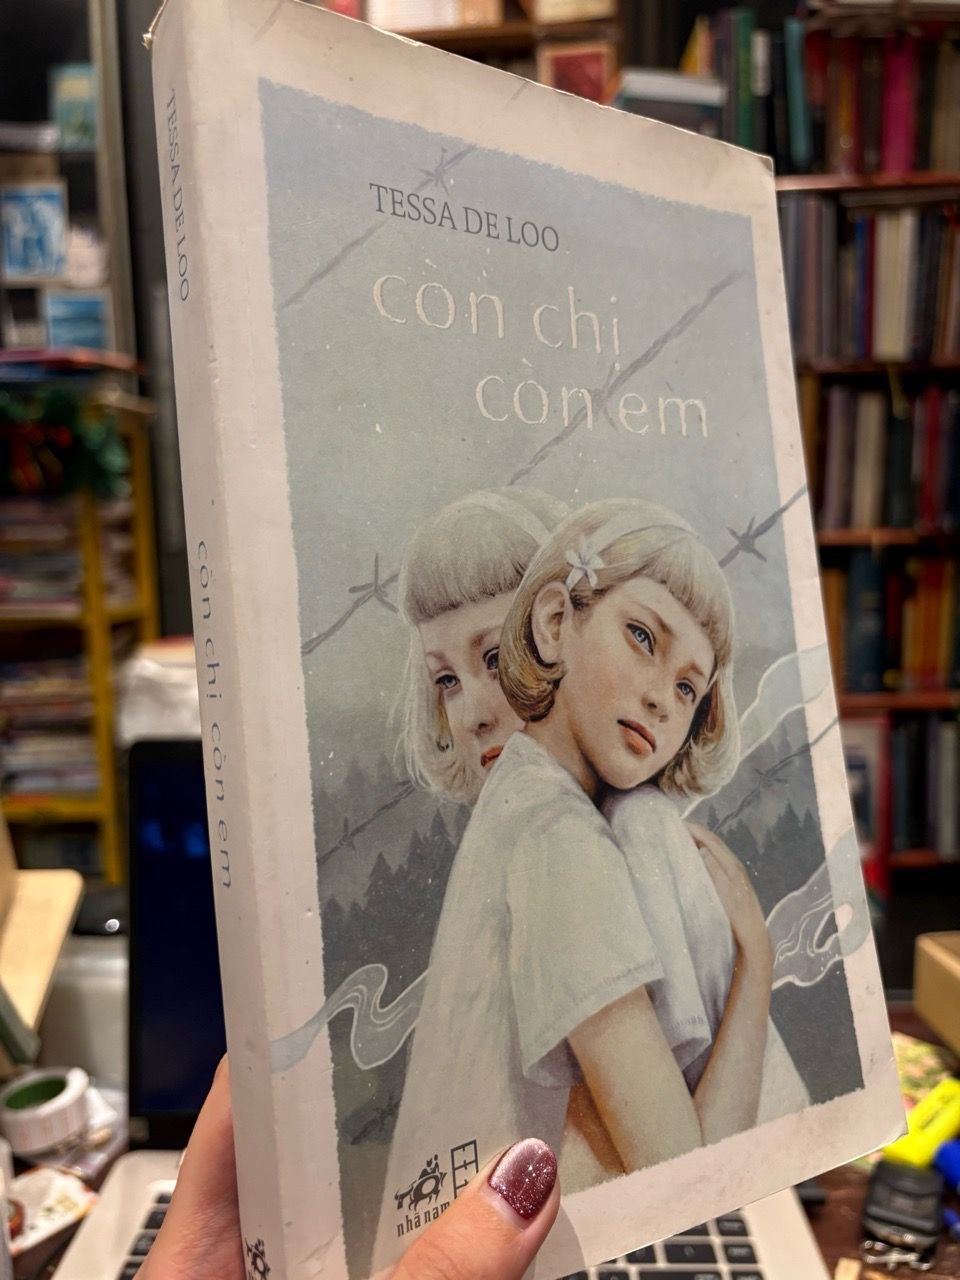 TESSA DE LOO
còn chị
còn em
TESSA DE LOO
còn chị còn em
nhã nam